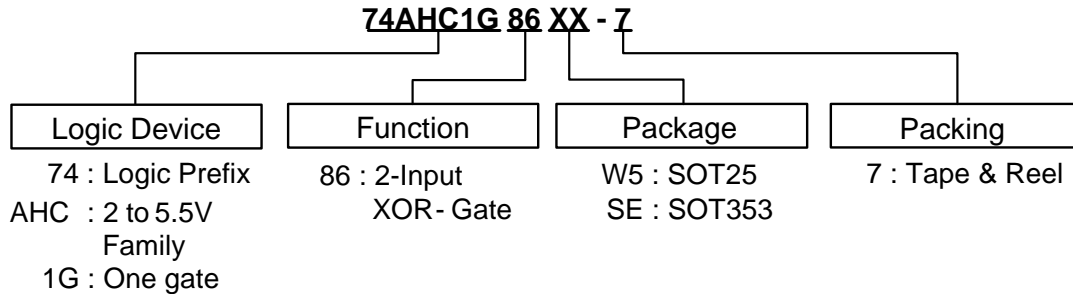 74AHC1G 86 XX - 7
Logic Device
74 : Logic Prefix
AHC : 2 to 5.5V
Family
1G : One gate
Function
86 : 2-Input
XOR- Gate
Package
W5 : SOT25
SE : SOT353
Packing
7 : Tape & Reel